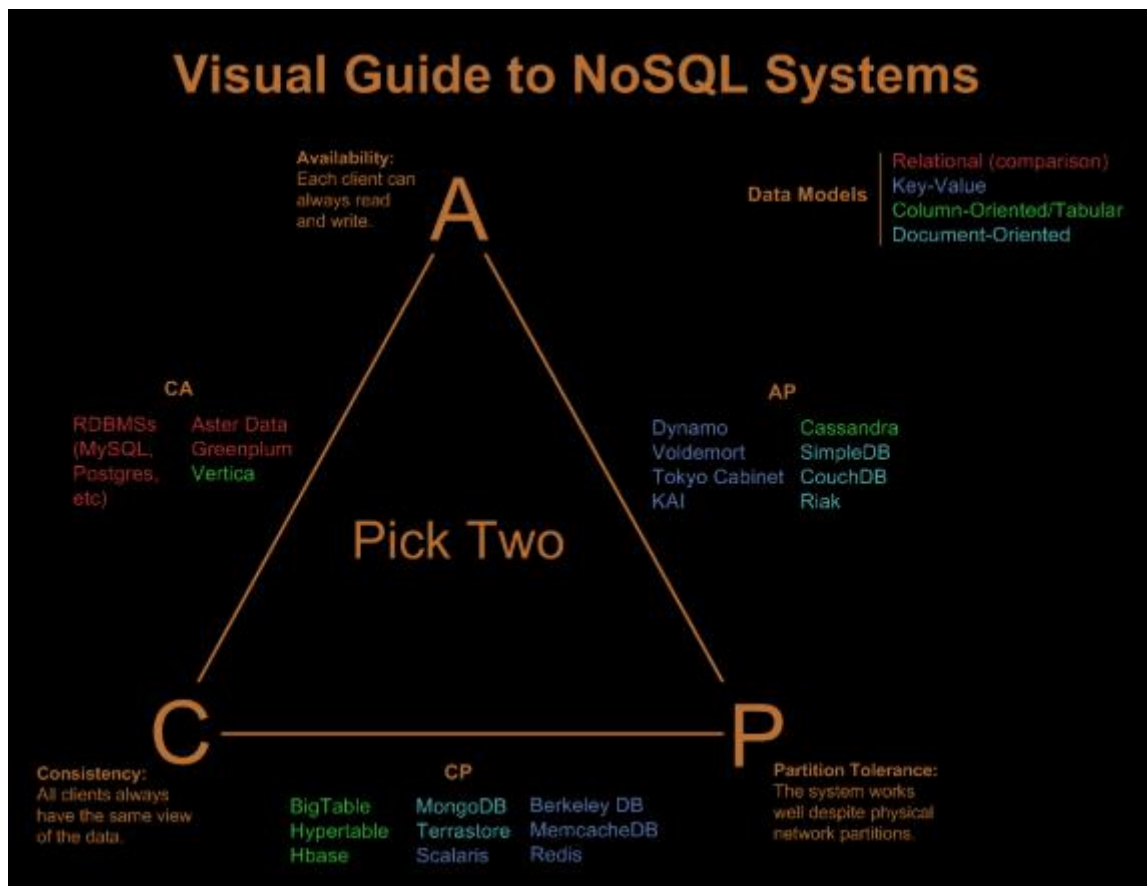 Visual Guide to NoSQL Systems
Availability:
Each client can
always read
and write.
A
Data Models
Relational (comparison)
Key-Value
Column-Oriented/Tabular
Document-Oriented
CA
RDBMSs
(MySQL,
Postgres,
etc)
Aster Data
Greenplum
Vertica
AP
Dynamo
Voldemort
Tokyo Cabinet
KAI
Cassandra
SimpleDB
CouchDB
Riak
Pick Two
C
P
Consistency:
All clients always
have the same view
of the data.
CP
BigTable
Hypertable
Hbase
MongoDB
Terrastore
Scalaris
Berkeley DB
MemcacheDB
Redis
Partition Tolerance:
The system works
well despite physical
network partitions.